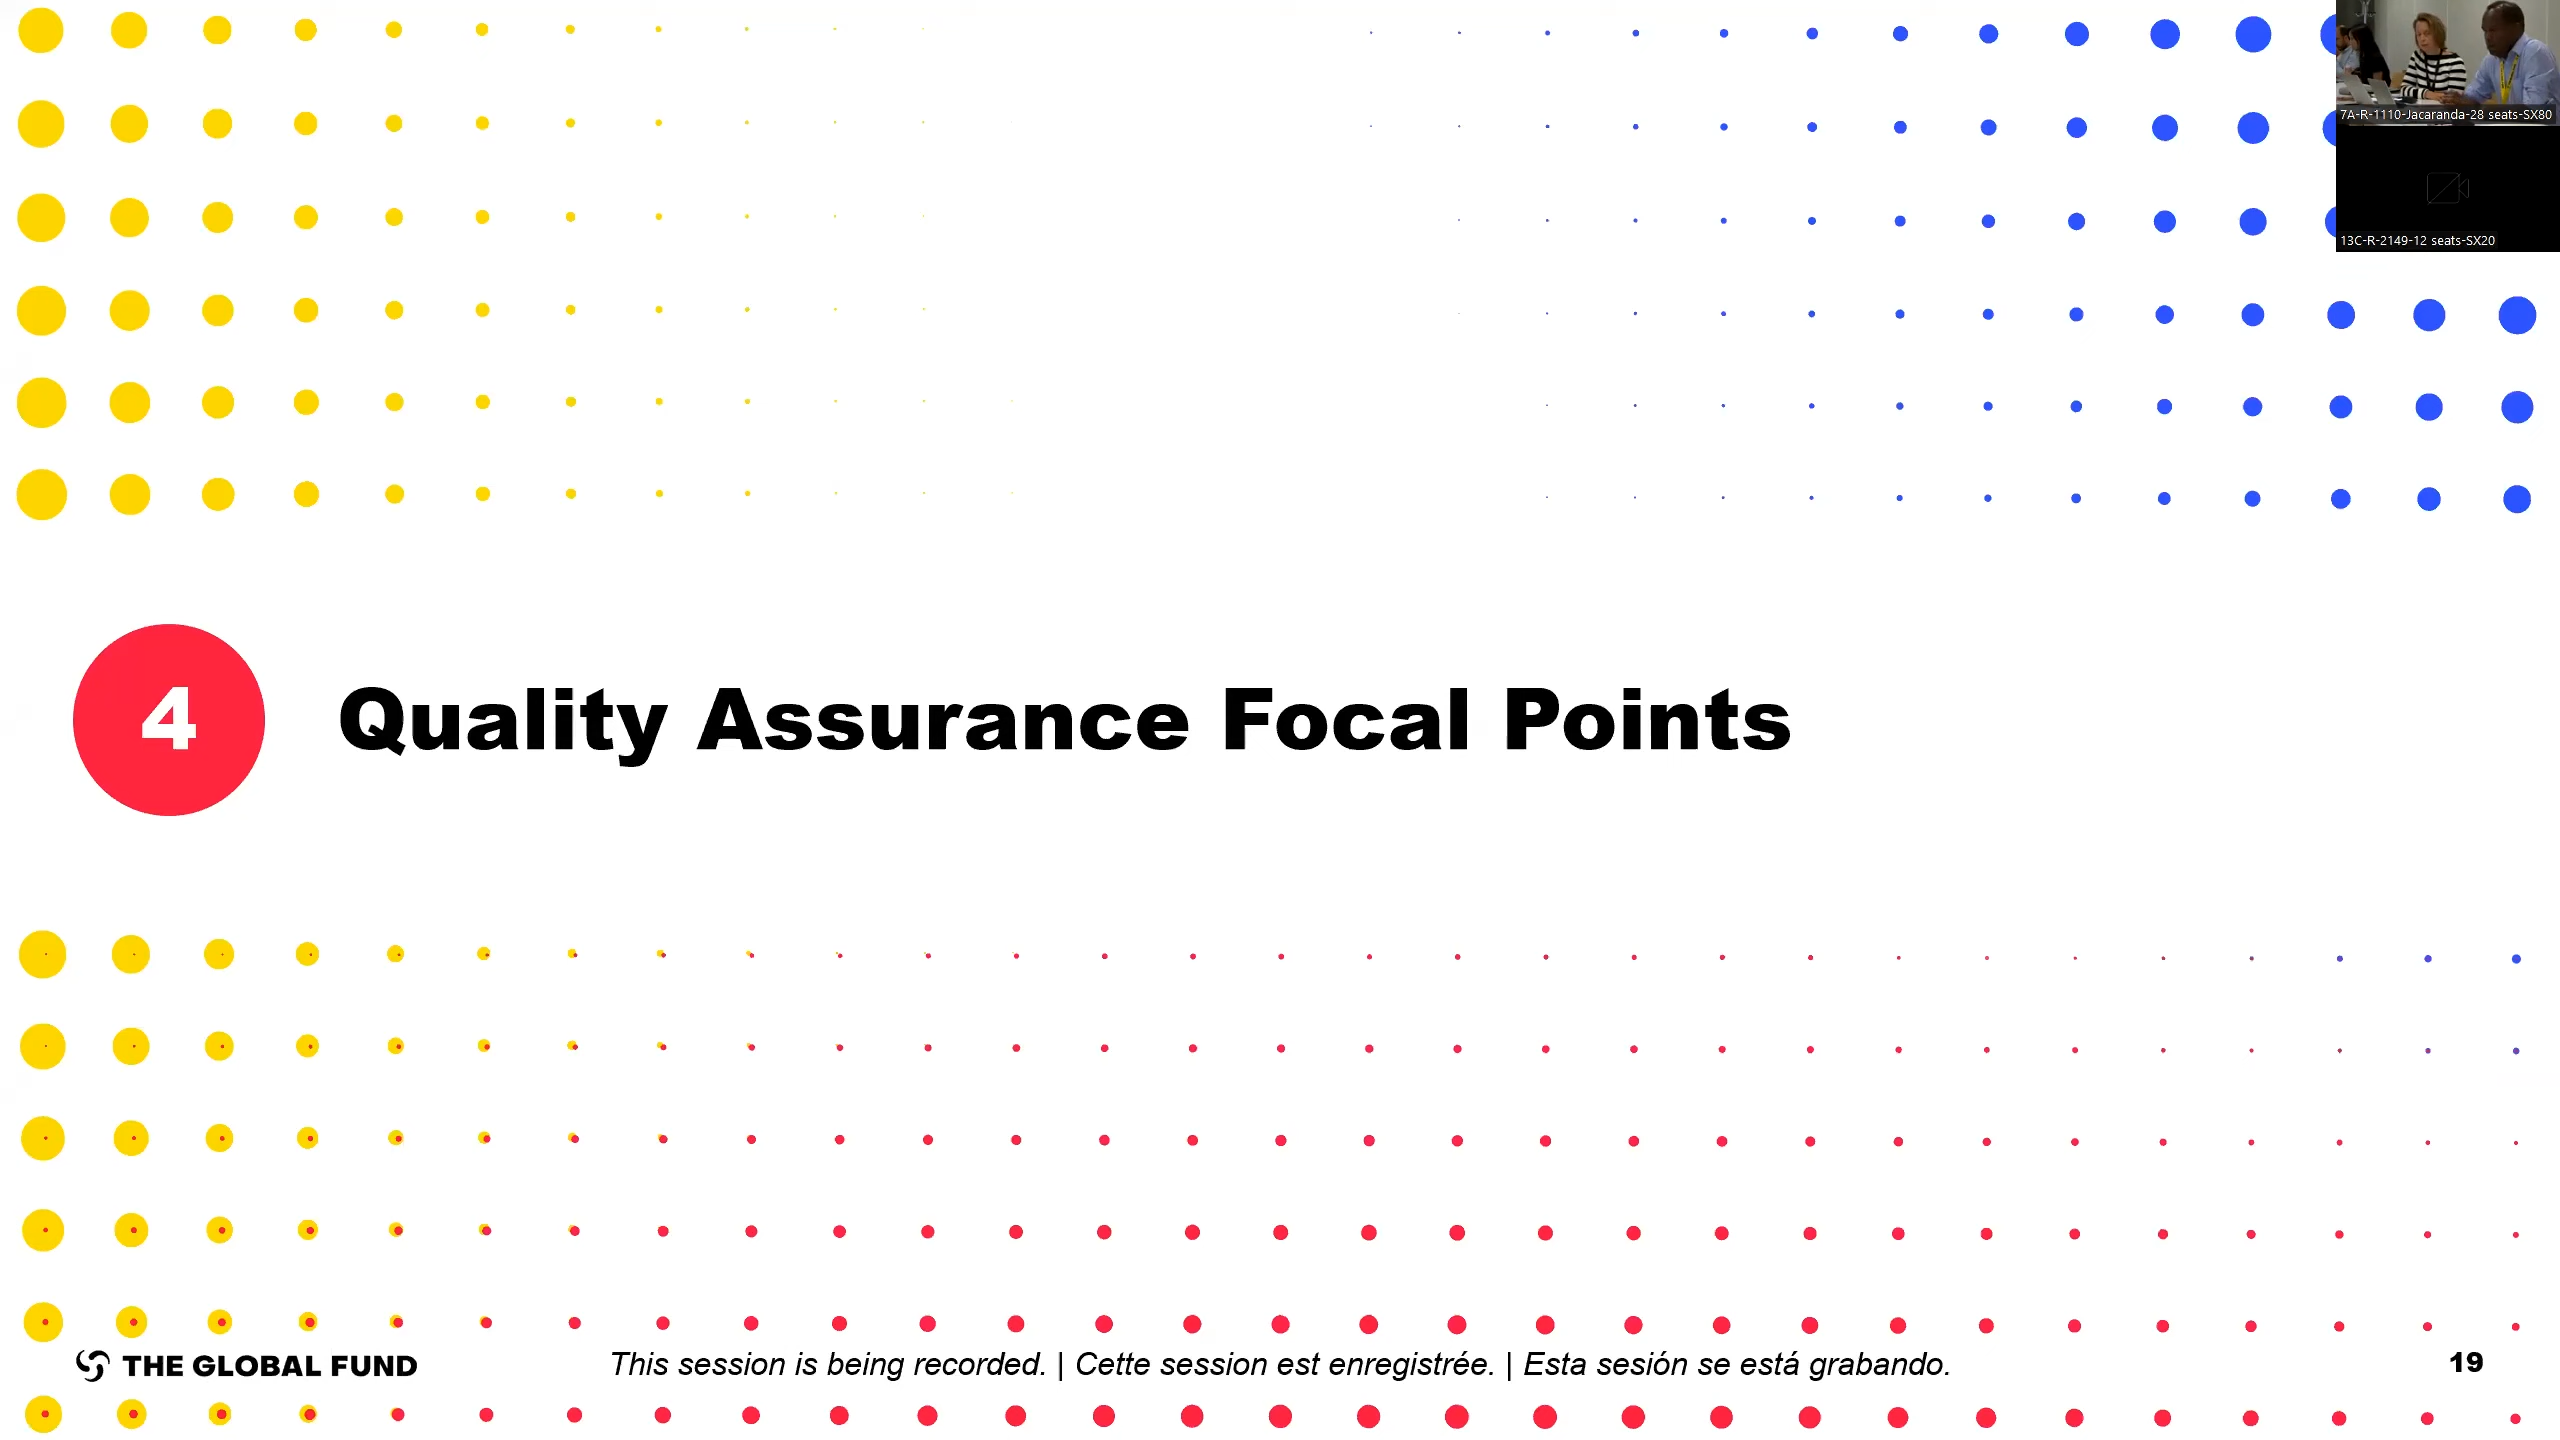 7A-R-1110-Jacaranda-28 seats-SX80
13C-R-2149-12 seats-SX20
4
Quality Assurance Focal Points
THE GLOBAL FUND
This session is being recorded. | Cette session est enregistrée. | Esta sesión se está grabando.
19